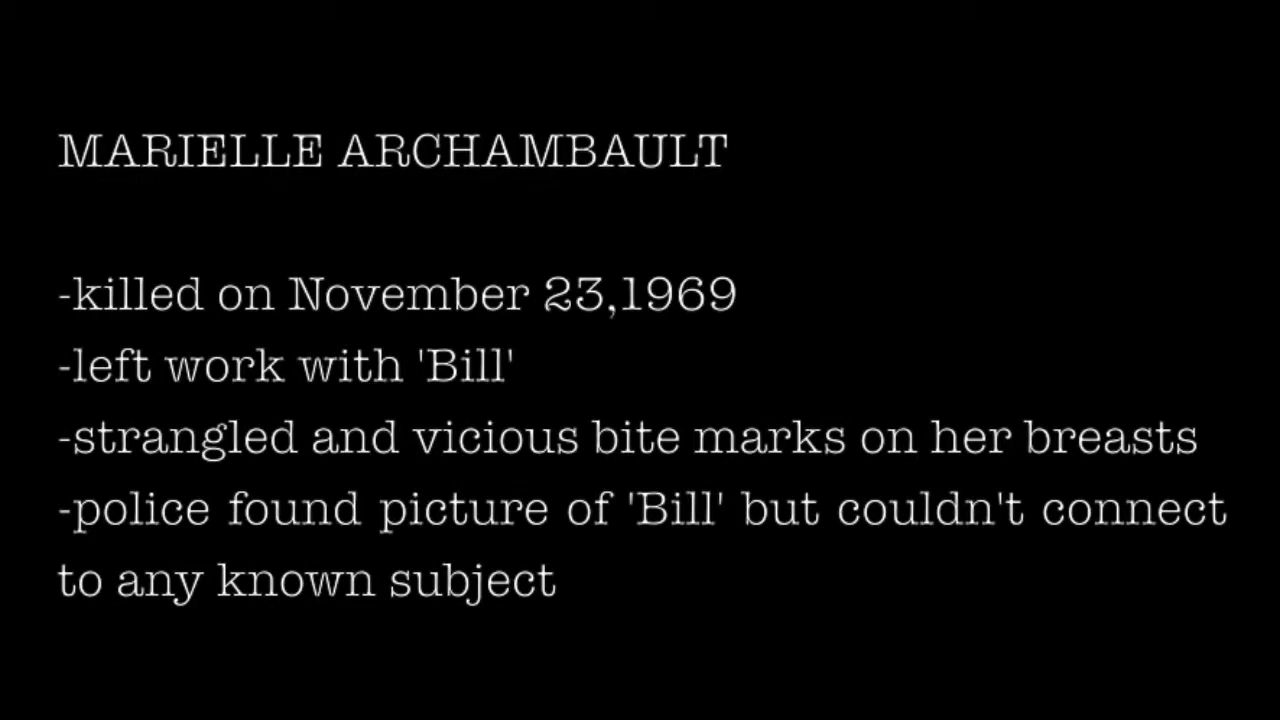 MARIELLE ARCHAMBAULT
-killed on November 23,1969
-left work with 'Bill'
-strangled and vicious bite marks on her breasts
-police found picture of 'Bill' but couldn't connect
to any known subject